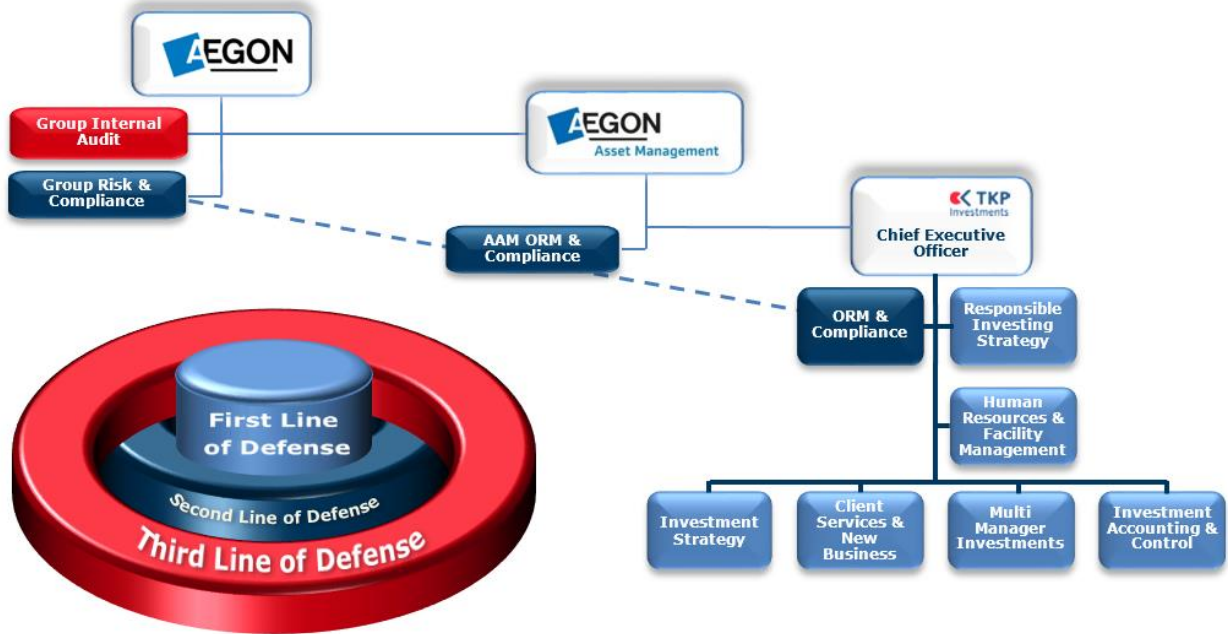 AEGON
Group Internal
Audit
AEGON
Asset Management
Group Risk &
Compliance
TKP
Investments
Chief Executive
Officer
AAM ORM &
Compliance
ORM &
Compliance
Responsible
Investing
Strategy
Human
Resources &
Facility
Management
First Line
of Defense
Second Line of Defense
Third Line of Defense
Investment
Strategy
Client
Services &
New
Business
Multi
Manager
Investments
Investment
Accounting &
Control